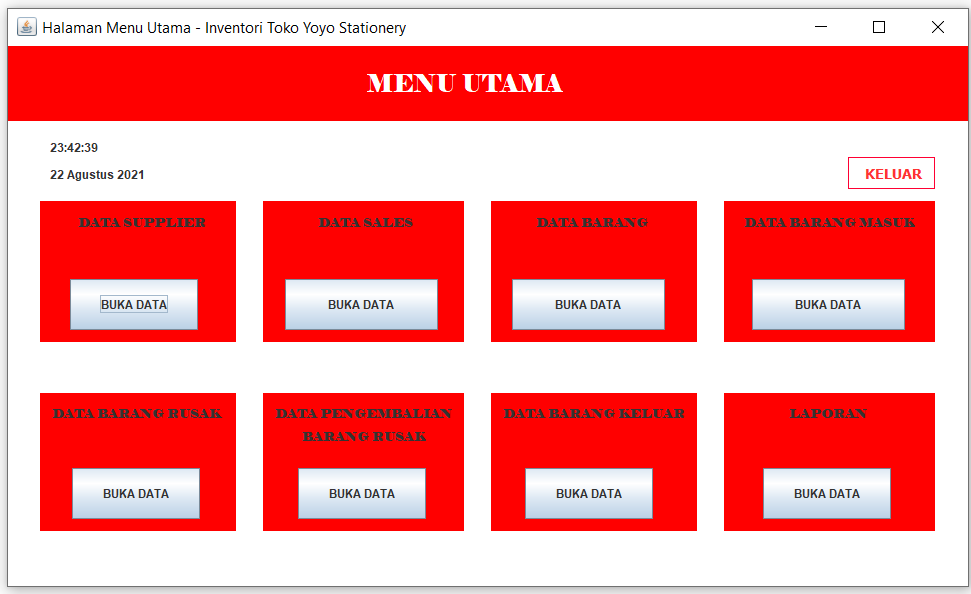 Halaman Menu Utama - Inventori Toko Yoyo Stationery
MENU UTAMA
23:42:39
22 Agustus 2021
KELUAR
DATA SUPPLIER
DATA SALES
DATA BARANG
DATA BARANG MASUK
BUKA DATA
BUKA DATA
BUKA DATA
BUKA DATA
DATA BARANG RUSAK
DATA PENGEMBALIAN
BARANG RUSAK
DATA BARANG KELUAR
LAPORAN
BUKA DATA
BUKA DATA
BUKA DATA
BUKA DATA